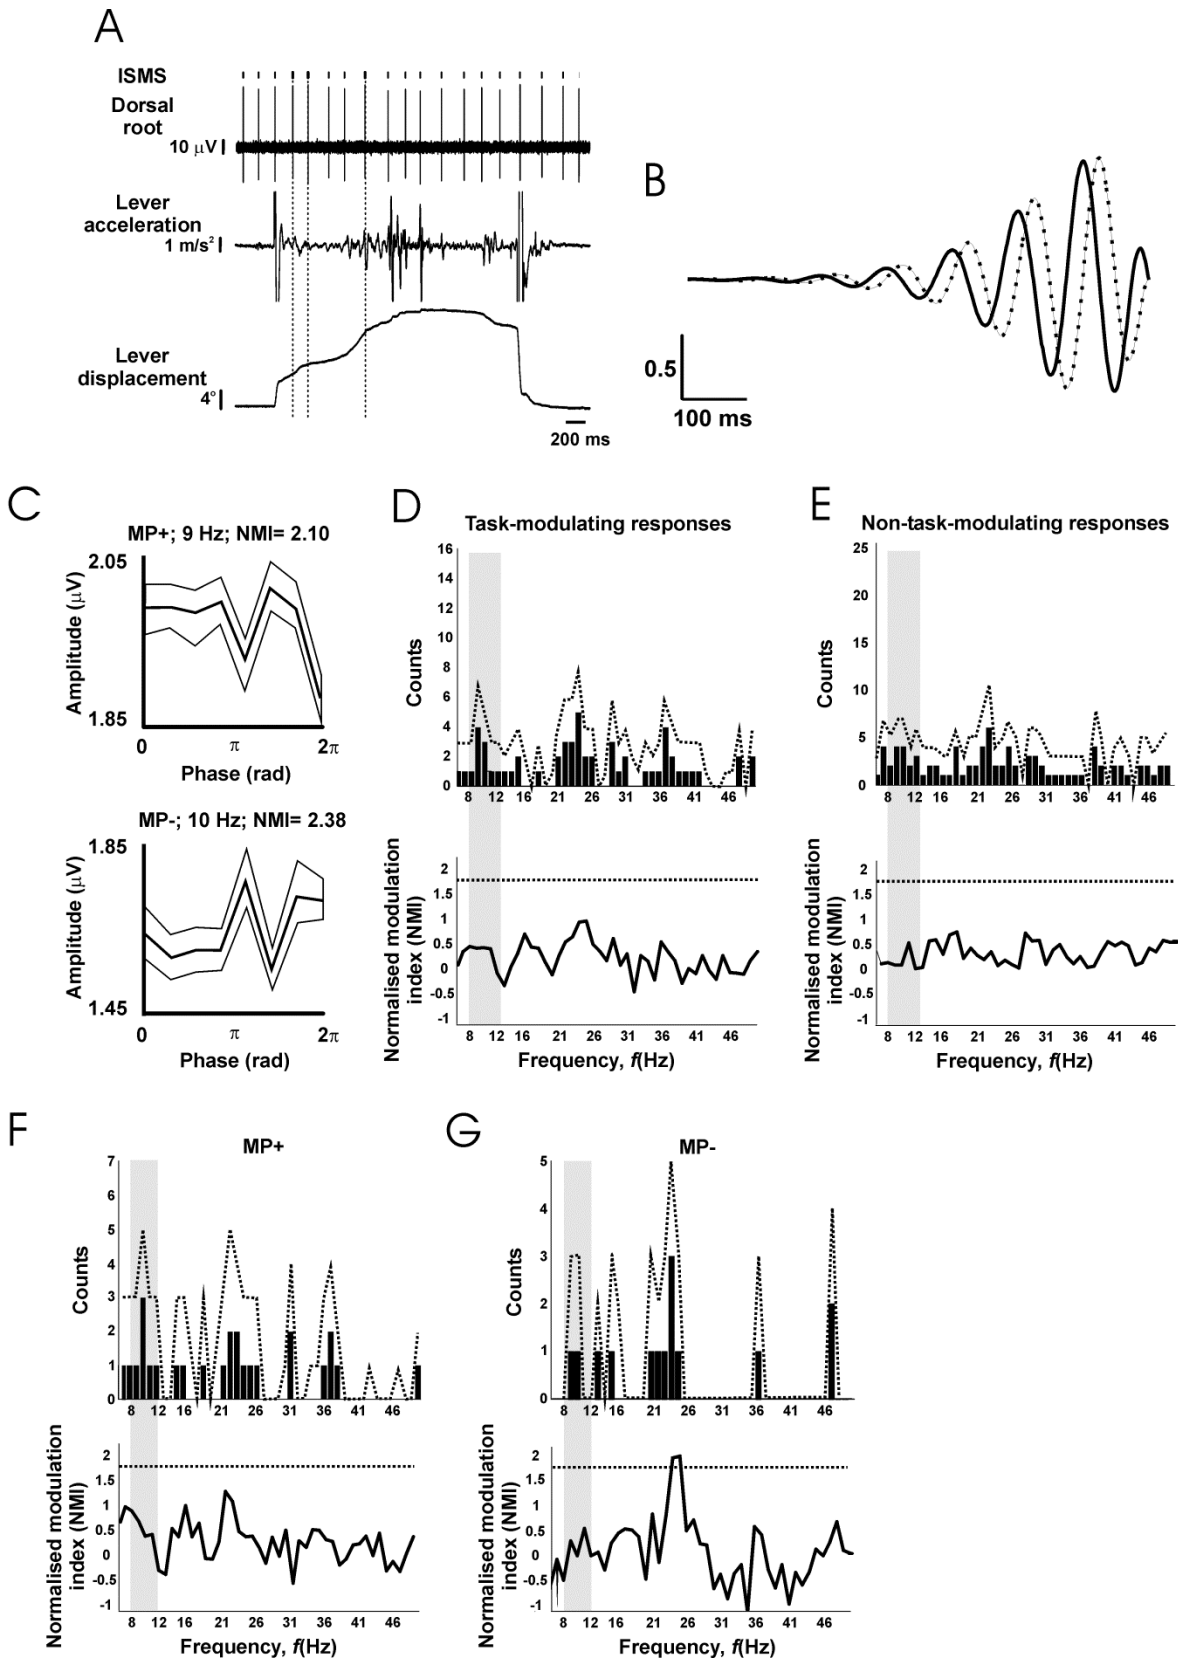 A
ISMS
Dorsal
root
10 µV
Lever
acceleration
1 m/s²
Lever
displacement
4°
200 ms
B
0.5
100 ms
C
MP+; 9 Hz; NMI= 2.10
2.05
Amplitude (µV)
1.85
0 π 2π
Phase (rad)
MP-; 10 Hz; NMI= 2.38
1.85
Amplitude (µV)
1.45
0 π 2π
Phase (rad)
D
Task-modulating responses
16
14
12
10
8
6
4
2
0
Counts
8 12 16 21 26 31 36 41 46
Normalised modulation
index (NMI)
2
1.5
1
0.5
0
-0.5
-1
8 12 16 21 26 31 36 41 46
Frequency, f(Hz)
E
Non-task-modulating responses
25
20
15
10
5
0
Counts
8 12 16 21 26 31 36 41 46
Normalised modulation
index (NMI)
2
1.5
1
0.5
0
-0.5
-1
8 12 16 21 26 31 36 41 46
Frequency, f(Hz)
F
MP+
7
6
5
4
3
2
1
0
Counts
8 12 16 21 26 31 36 41 46
Normalised modulation
index (NMI)
2
1.5
1
0.5
0
-0.5
-1
8 12 16 21 26 31 36 41 46
Frequency, f(Hz)
G
MP-
5
4
3
2
1
0
Counts
8 12 16 21 26 31 36 41 46
Normalised modulation
index (NMI)
2
1.5
1
0.5
0
-0.5
-1
8 12 16 21 26 31 36 41 46
Frequency, f(Hz)